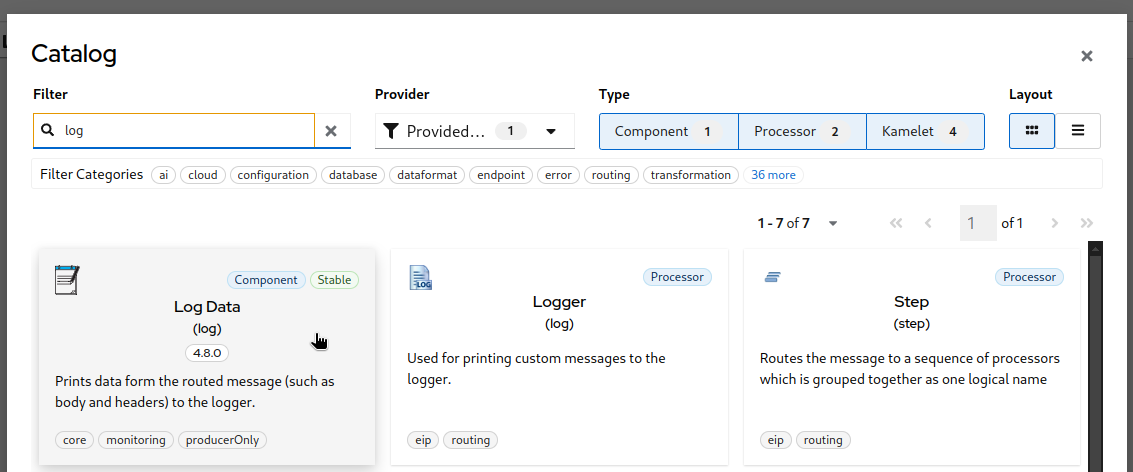 Catalog
Filter
Provider
Type
Layout
log
Provided... 1
Component 1
Processor 2
Kamelet 4
Filter Categories ai cloud configuration database dataformat endpoint error routing transformation 36 more
1 - 7 of 7
1 of 1
Component Stable
Log Data
(log)
4.8.0
Prints data form the routed message (such as
body and headers) to the logger.
core monitoring producerOnly
LOG
Processor
Logger
(log)
Used for printing custom messages to the
logger.
eip routing
Processor
Step
(step)
Routes the message to a sequence of processors
which is grouped together as one logical name
eip routing